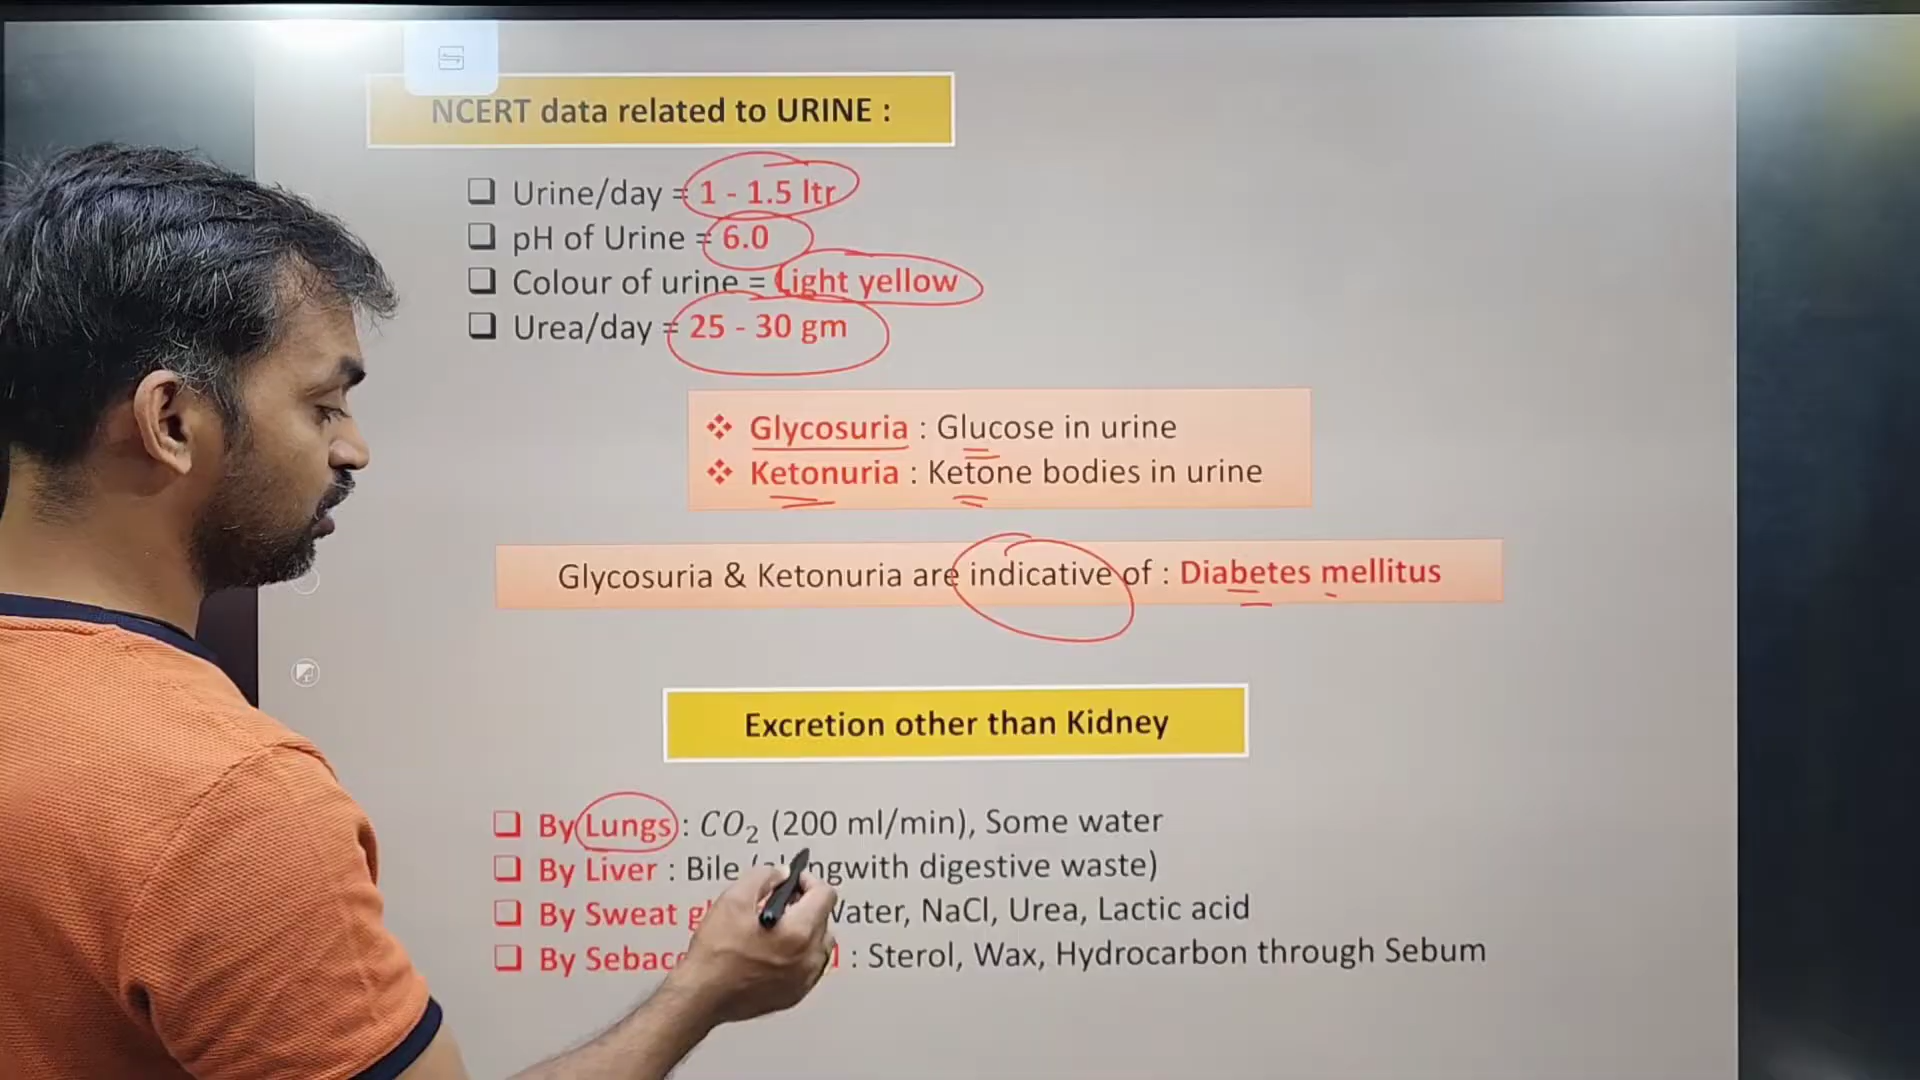 NCERT data related to URINE :
Urine/day = 1 - 1.5 ltr
pH of Urine = 6.0
Colour of urine = Light yellow
Urea/day = 25 - 30 gm
Glycosuria : Glucose in urine
Ketonuria : Ketone bodies in urine
Glycosuria & Ketonuria are indicative of : Diabetes mellitus
Excretion other than Kidney
By Lungs : CO₂ (200 ml/min), Some water
By Liver : Bile digestive waste)
By Sweat Water, NaCl, Urea, Lactic acid
By : Sterol, Wax, Hydrocarbon through Sebum